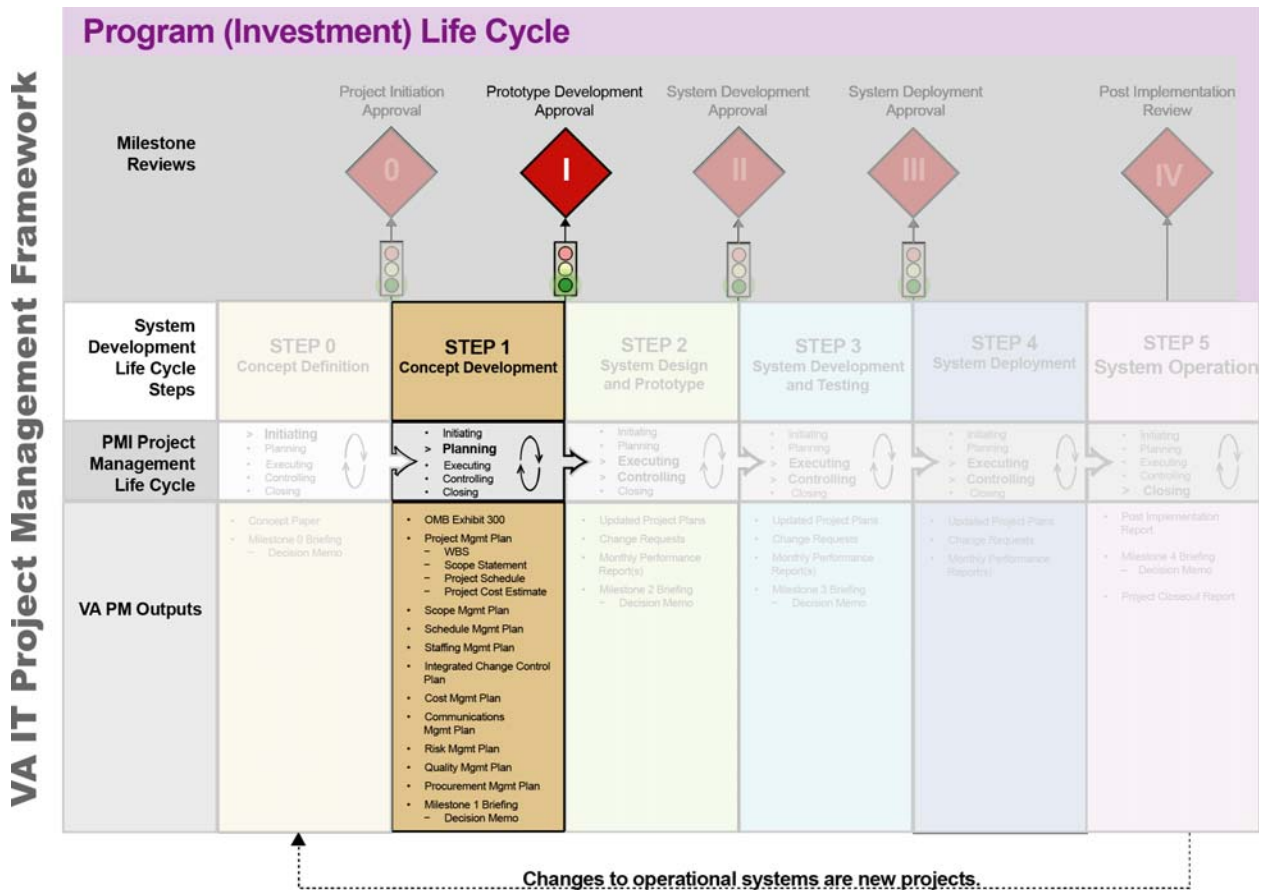 VA IT Project Management Framework
Program (Investment) Life Cycle
Milestone
Reviews
Project Initiation
Approval
0
Prototype Development
Approval
I
System Development
Approval
II
System Deployment
Approval
III
Post Implementation
Review
IV
System
Development
Life Cycle
Steps
STEP 0
Concept Definition
STEP 1
Concept Development
STEP 2
System Design
and Prototype
STEP 3
System Development
and Testing
STEP 4
System Deployment
STEP 5
System Operation
PMI Project
Management
Life Cycle
> Initiating
• Planning
• Executing
• Controlling
• Closing
• Initiating
> Planning
• Executing
• Controlling
• Closing
• Initiating
• Planning
> Executing
> Controlling
• Closing
• Initiating
• Planning
> Executing
> Controlling
• Closing
• Initiating
• Planning
> Executing
> Controlling
• Closing
• Initiating
• Planning
• Executing
• Controlling
> Closing
VA PM Outputs
• Concept Paper
• Milestone 0 Briefing
– Decision Memo
• OMB Exhibit 300
• Project Mgmt Plan
– WBS
– Scope Statement
– Project Schedule
– Project Cost Estimate
• Scope Mgmt Plan
• Schedule Mgmt Plan
• Staffing Mgmt Plan
• Integrated Change Control
Plan
• Cost Mgmt Plan
• Communications
Mgmt Plan
• Risk Mgmt Plan
• Quality Mgmt Plan
• Procurement Mgmt Plan
• Milestone 1 Briefing
– Decision Memo
• Updated Project Plans
• Change Requests
• Monthly Performance
Report(s)
• Milestone 2 Briefing
– Decision Memo
• Updated Project Plans
• Change Requests
• Monthly Performance
Report(s)
• Milestone 3 Briefing
– Decision Memo
• Updated Project Plans
• Change Requests
• Monthly Performance
Report(s)
• Post Implementation
Report
• Milestone 4 Briefing
– Decision Memo
• Project Closeout Report
Changes to operational systems are new projects.